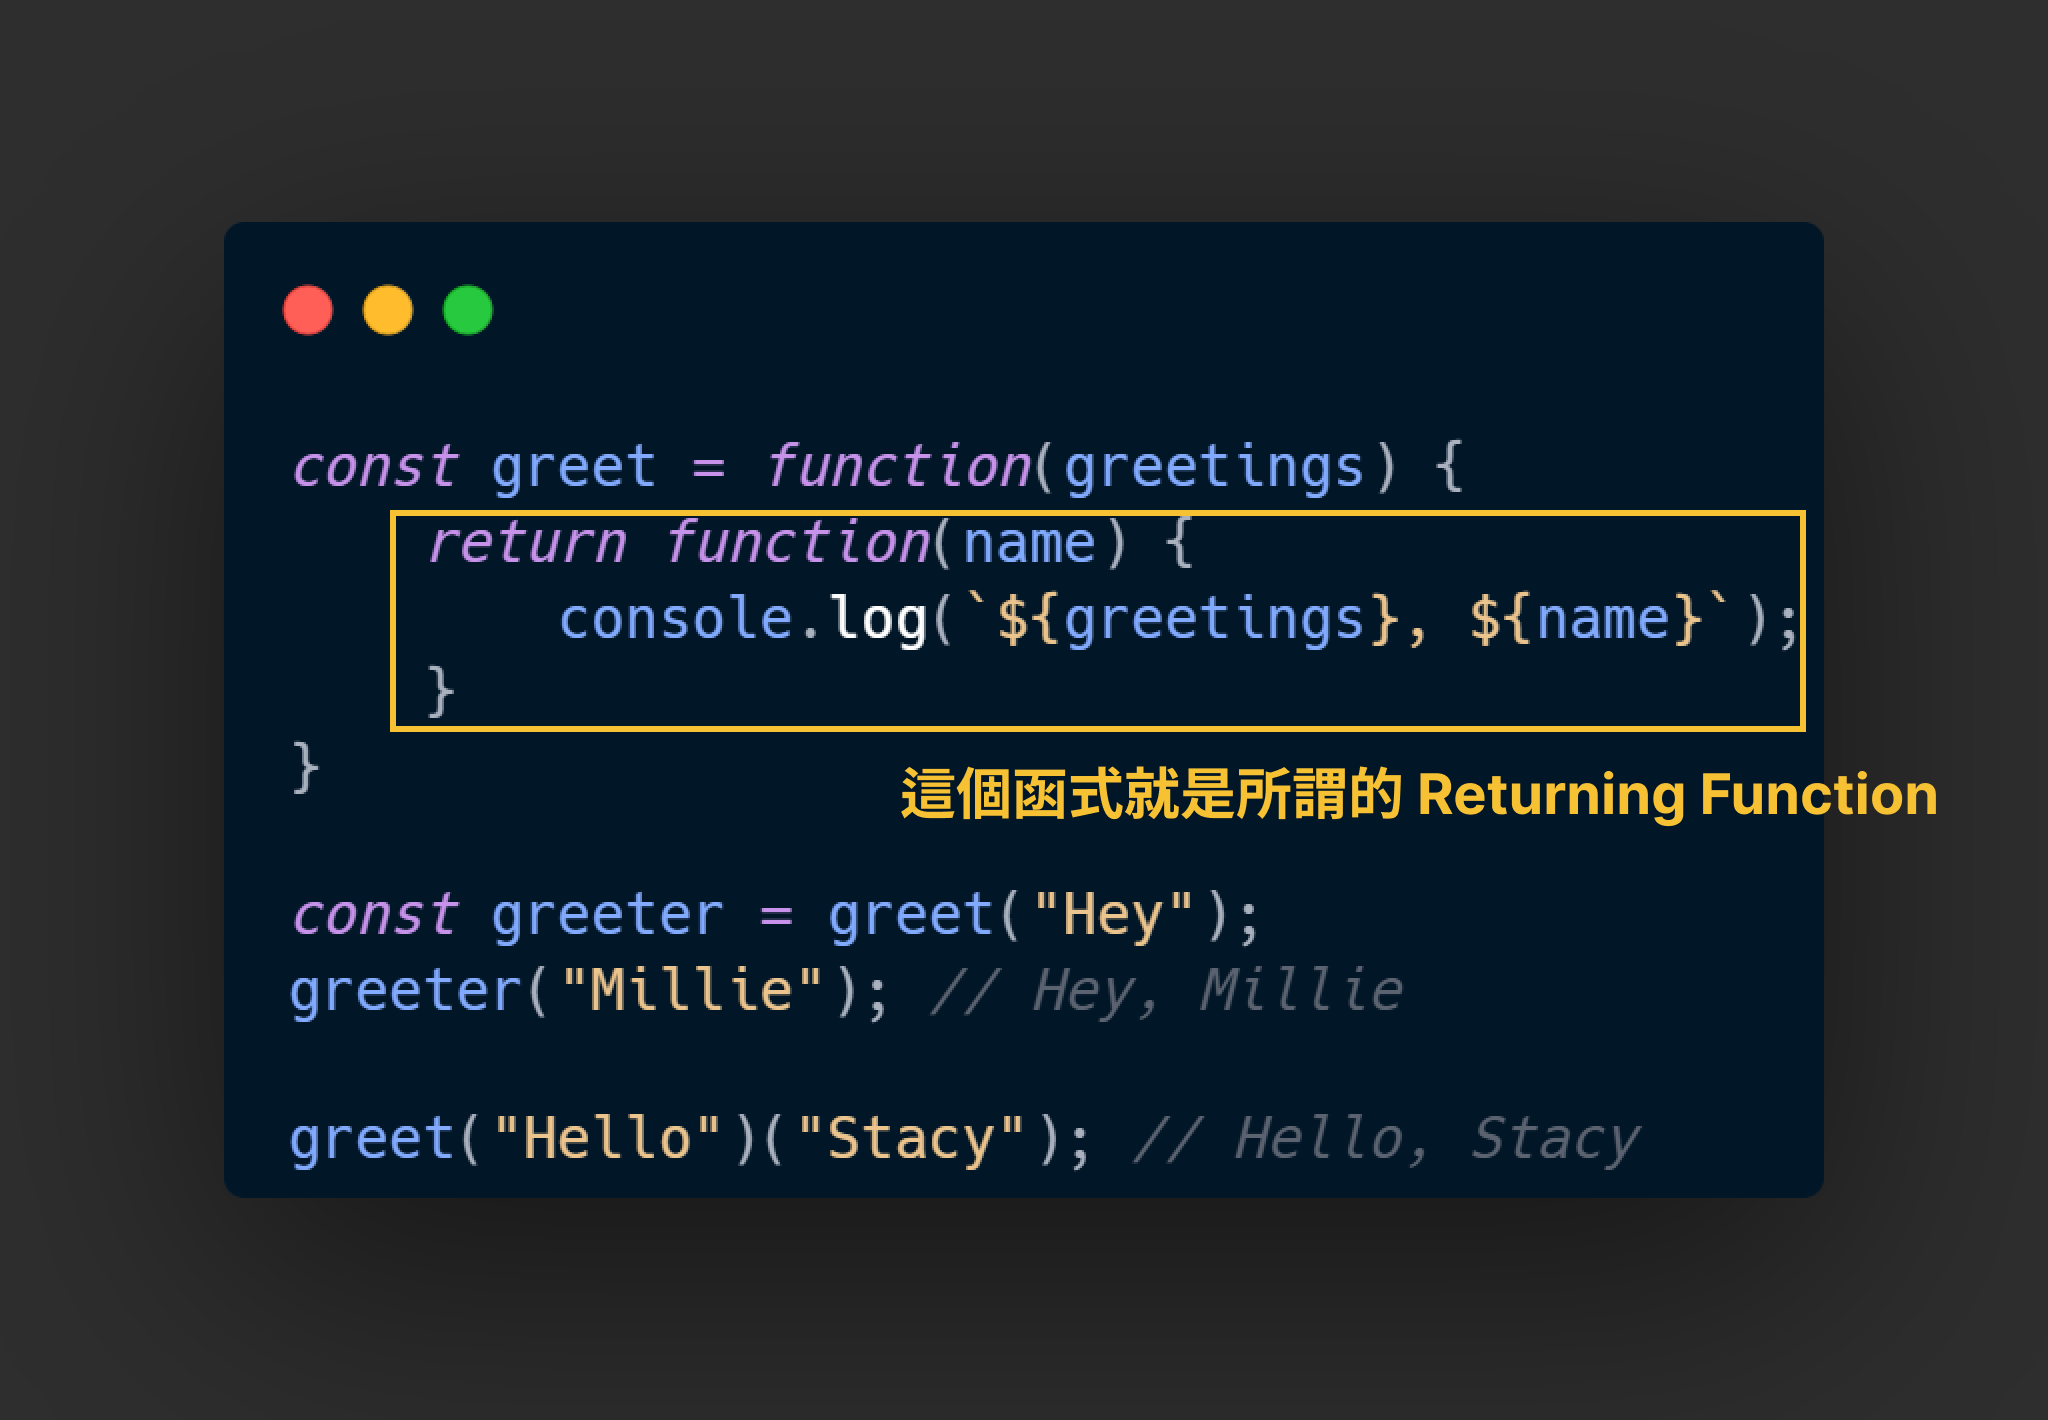 const greet = function(greetings) {
return function(name) {
console.log(`${greetings}, ${name}`);
}
}
這個函式就是所謂的 Returning Function
const greeter = greet("Hey");
greeter("Millie"); // Hey, Millie
greet("Hello")("Stacy"); // Hello, Stacy